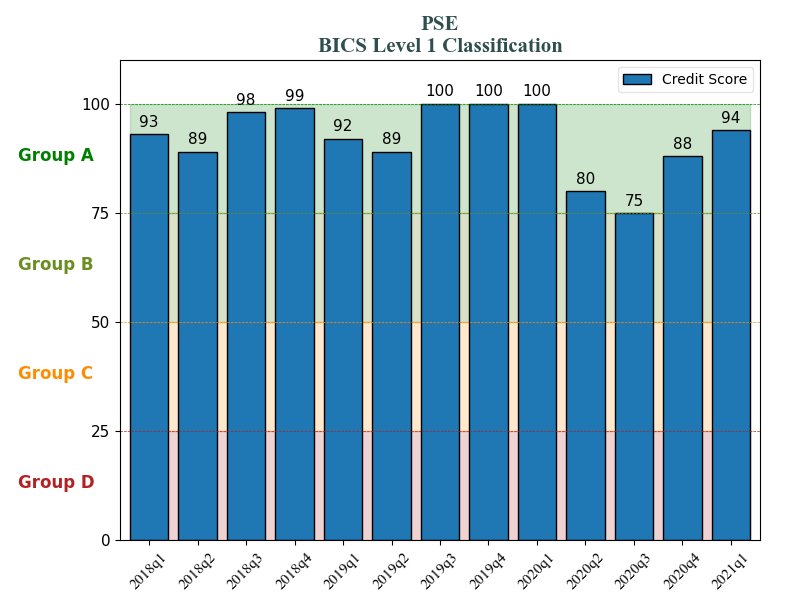 PSE
BICS Level 1 Classification
Credit Score
100
100
100
99
98
100
94
93
92
89
89
88
Group A
80
75
75
Group B
50
Group C
25
Group D
0
2018q1
2018q2
2018q3
2018q4
2019q1
2019q2
2019q3
2019q4
2020q1
2020q2
2020q3
2020q4
2021q1